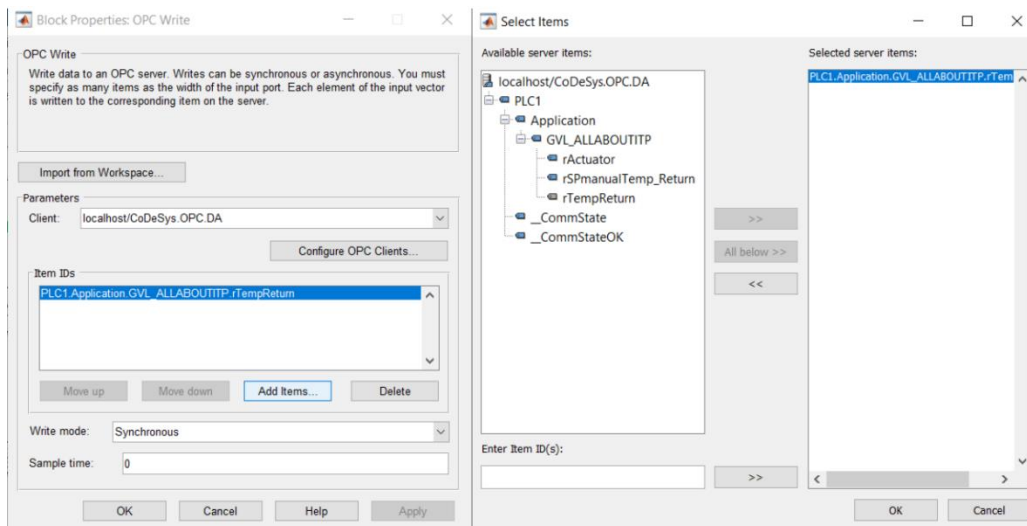 Block Properties: OPC Write
OPC Write
Write data to an OPC server. Writes can be synchronous or asynchronous. You must
specify as many items as the width of the input port. Each element of the input vector
is written to the corresponding item on the server.
Import from Workspace...
Parameters
Client: localhost/CoDeSys.OPC.DA
Configure OPC Clients...
Item IDs
PLC1.Application.GVL_ALLABOUTITP.rTempReturn
Move up Move down Add Items... Delete
Write mode: Synchronous
Sample time: 0
OK Cancel Help Apply
Select Items
Available server items:
localhost/CoDeSys.OPC.DA
PLC1
Application
GVL_ALLABOUTITP
rActuator
rSPmanualTemp_Return
rTempReturn
__CommState
__CommStateOK
>>
All below >>
<<
Selected server items:
PLC1.Application.GVL_ALLABOUTITP.rTem
Enter Item ID(s):
>>
OK Cancel